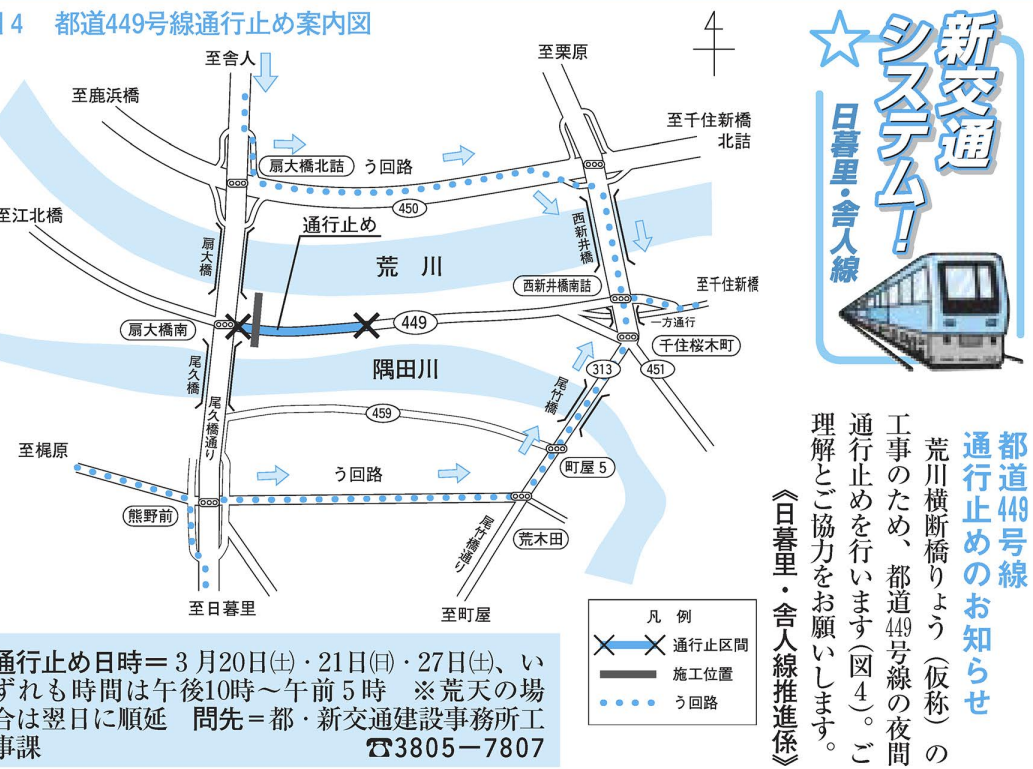 新交通
システム!
日暮里・舎人線
都道449号線
通行止めのお知らせ
荒川横断橋りょう（仮称）の
工事のため、都道449号線の夜間
通行止めを行います(図4)。ご
理解とご協力をお願いします。
《日暮里・舎人線推進係》
4 都道449号線通行止め案内図
至舎人
至栗原
4
至鹿浜橋
至千住新橋
北詰
扇大橋北詰
う回路
450
至江北橋
通行止め
扇大橋
西新井橋
荒川
西新井橋南詰
至千住新橋
扇大橋南
449
一方通行
千住桜木町
尾久橋
隅田川
313
451
尾竹橋
尾久橋通り
459
至梶原
う回路
町屋5
熊野前
尾竹橋通り
荒木田
至日暮里
至町屋
凡例
通行止区間
施工位置
う回路
通行止め日時＝3月20日㈯・21日㈰・27日㈯、い
ずれも時間は午後10時～午前5時 ※荒天の場
合は翌日に順延 問先＝都・新交通建設事務所工
事課 ☎3805－7807